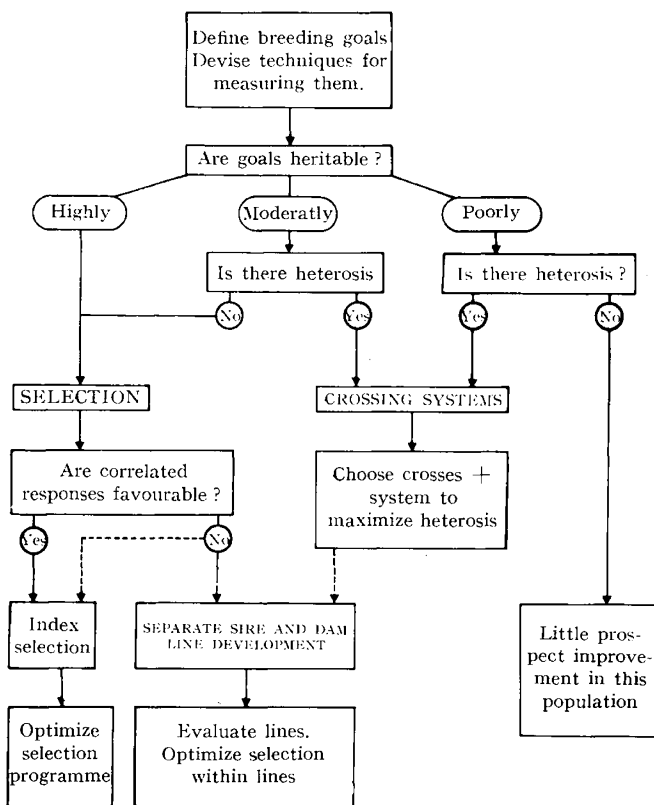 Define breeding goals
Devise techniques for
measuring them.
Are goals heritable ?
Highly
Moderatly
Poorly
Is there heterosis
Is there heterosis ?
No
Yes
Yes
No
SELECTION
CROSSING SYSTEMS
Are correlated
responses favourable ?
Choose crosses +
system to
maximize heterosis
Yes
No
Index
selection
SEPARATE SIRE AND DAM
LINE DEVELOPMENT
Little pros-
pect improve-
ment in this
population
Optimize
selection
programme
Evaluate lines.
Optimize selection
within lines